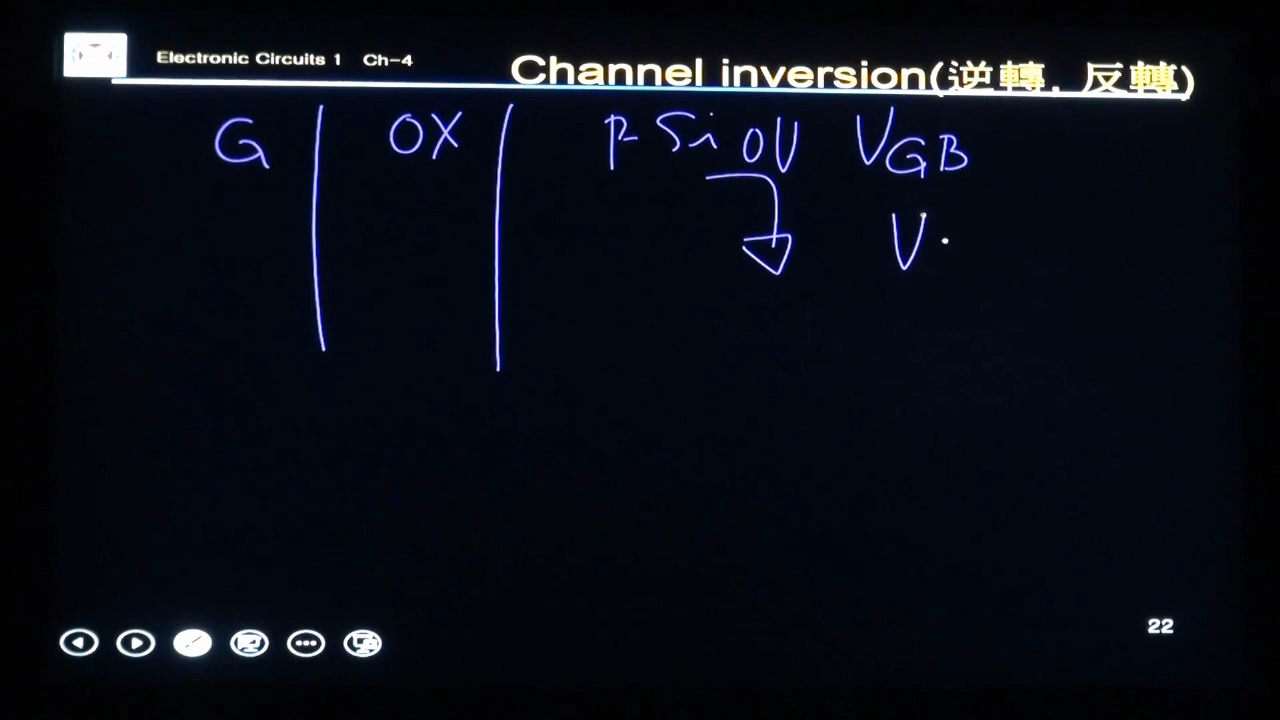 Electronic Circuits 1 Ch-4
Channel inversion(逆轉, 反轉)
G OX P Si 0V VGB
V
22